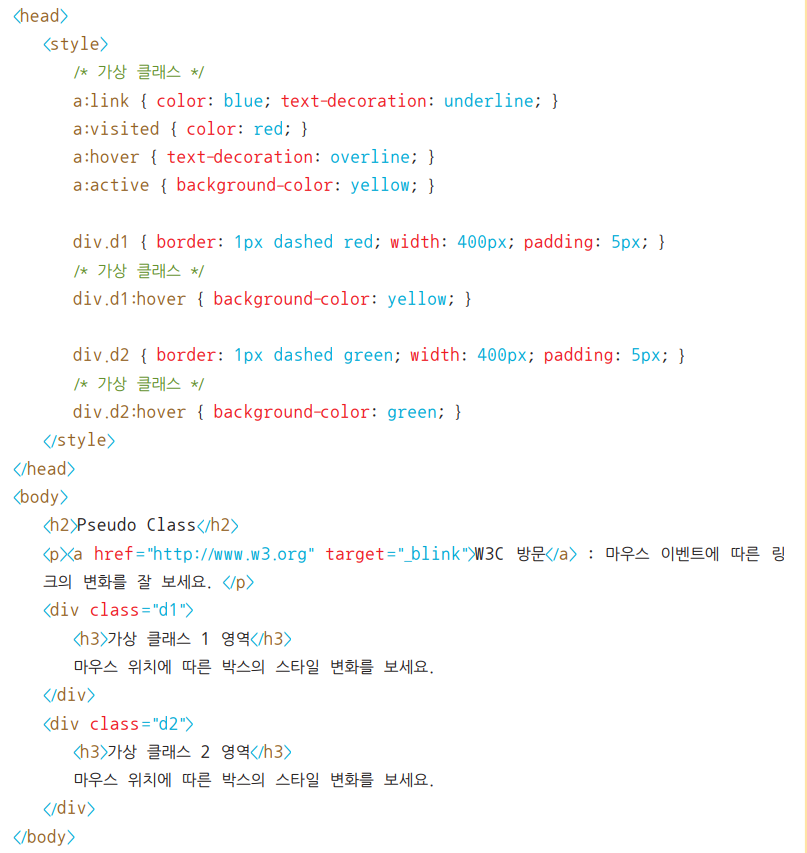 <head>
<style>
/* 가상 클래스 */
a:link { color: blue; text-decoration: underline; }
a:visited { color: red; }
a:hover { text-decoration: overline; }
a:active { background-color: yellow; }
div.d1 { border: 1px dashed red; width: 400px; padding: 5px; }
/* 가상 클래스 */
div.d1:hover { background-color: yellow; }
div.d2 { border: 1px dashed green; width: 400px; padding: 5px; }
/* 가상 클래스 */
div.d2:hover { background-color: green; }
</style>
</head>
<body>
<h2>Pseudo Class</h2>
<p><a href="http://www.w3.org" target="_blink">W3C 방문</a> : 마우스 이벤트에 따른 링
크의 변화를 잘 보세요. </p>
<div class="d1">
<h3>가상 클래스 1 영역</h3>
마우스 위치에 따른 박스의 스타일 변화를 보세요.
</div>
<div class="d2">
<h3>가상 클래스 2 영역</h3>
마우스 위치에 따른 박스의 스타일 변화를 보세요.
</div>
</body>